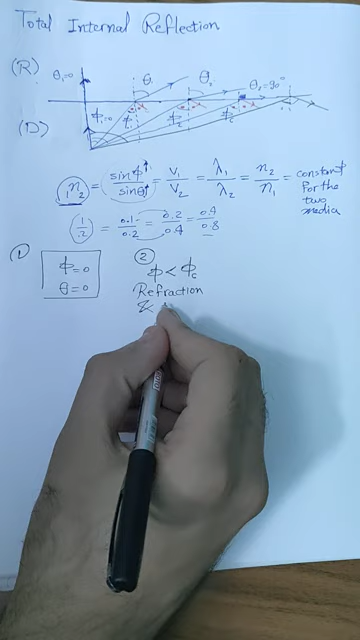 Total Internal Reflection
(R) θ₁=0 θ₁ θ₂ θ₃=90°
(D) ϕ₁=0 ϕ₁ ϕ₂ ϕc
₁n₂ = sinϕ↑/sinθ↑ = V₁/V₂ = λ₁/λ₂ = n₂/n₁ = constant
for the
two
media
(1/2) = 0.1/0.2 = 0.2/0.4 = 0.4/0.8
① ϕ=0
θ=0
② ϕ < ϕc
Refraction
&